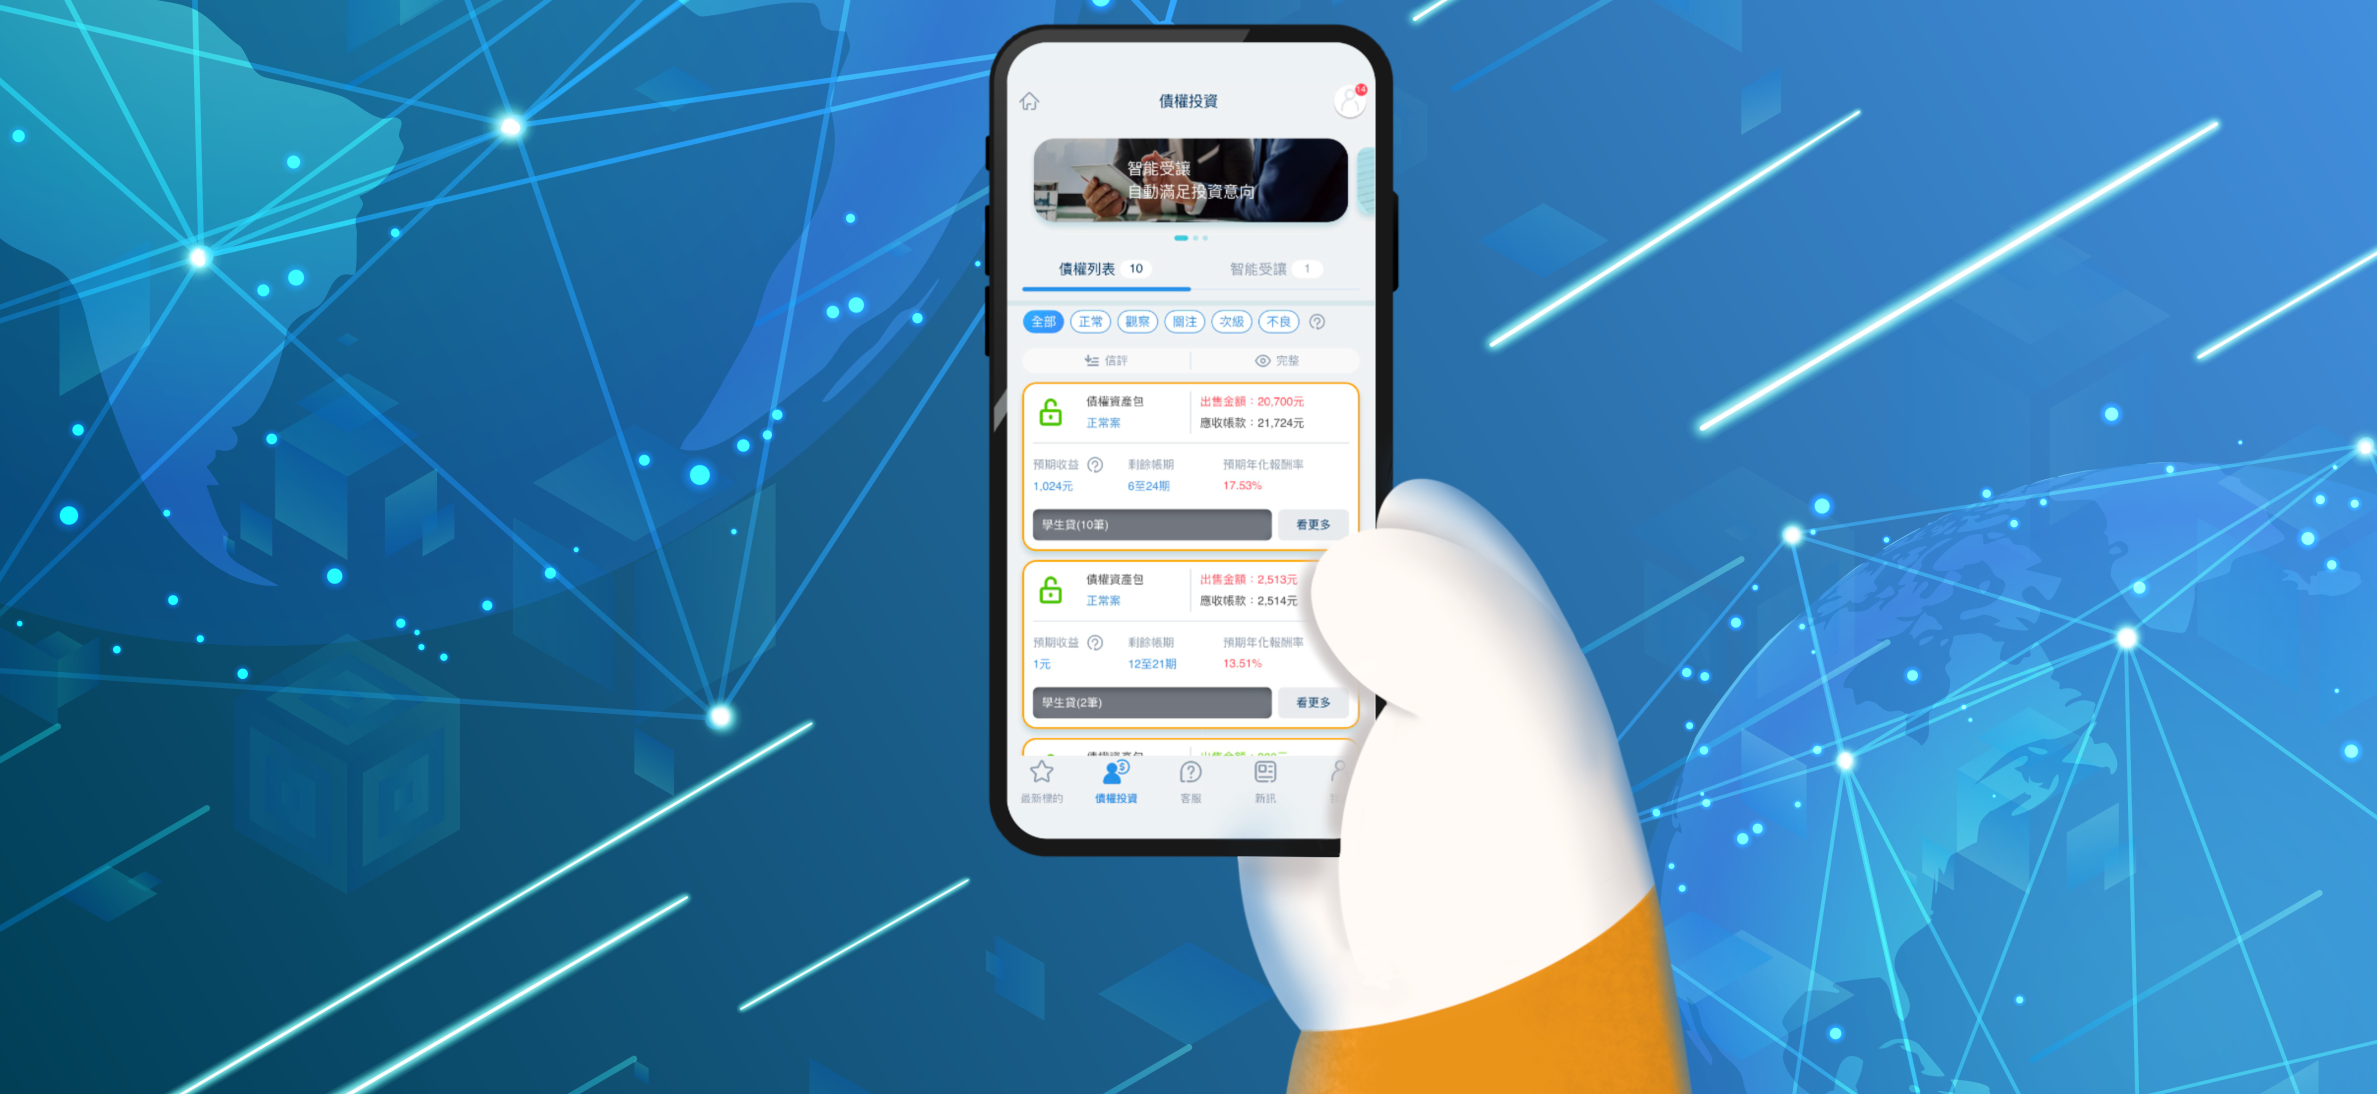 債權投資
14
智能受讓
自動滿足投資意向
債權列表 10
智能受讓 1
全部 正常 觀察 關注 次級 不良
信評
完整
債權資產包
正常案
出售金額：20,700元
應收帳款：21,724元
預期收益 剩餘帳期 預期年化報酬率
1,024元 6至24期 17.53%
學生貸(10筆) 看更多
債權資產包
正常案
出售金額：2,513元
應收帳款：2,514元
預期收益 剩餘帳期 預期年化報酬率
1元 12至21期 13.51%
學生貸(2筆) 看更多
最新標的 債權投資 客服 新訊